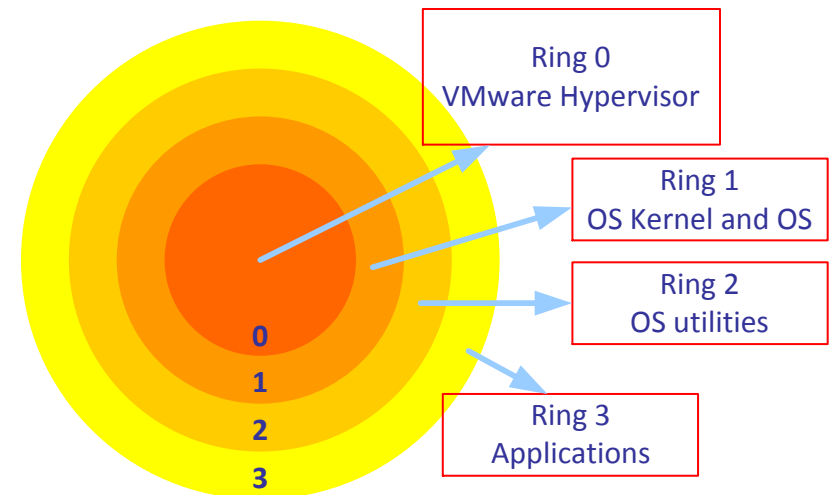 Ring 0
VMware Hypervisor
Ring 1
OS Kernel and OS
Ring 2
OS utilities
Ring 3
Applications
0
1
2
3